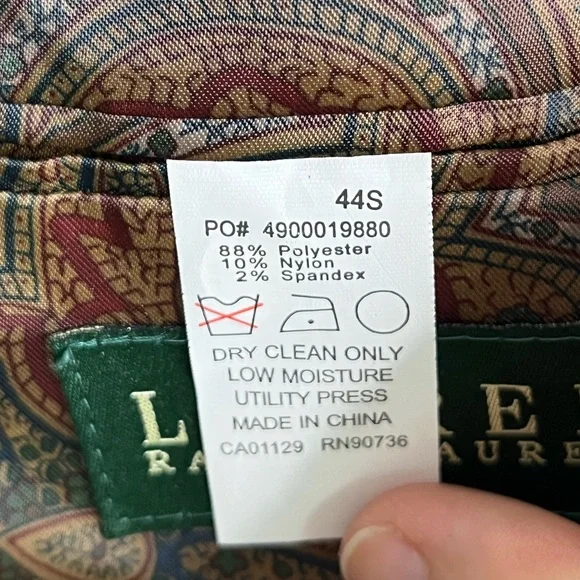 44S
PO# 4900019880
88% Polyester
10% Nylon
2% Spandex
DRY CLEAN ONLY
LOW MOISTURE
UTILITY PRESS
MADE IN CHINA
CA01129 RN90736